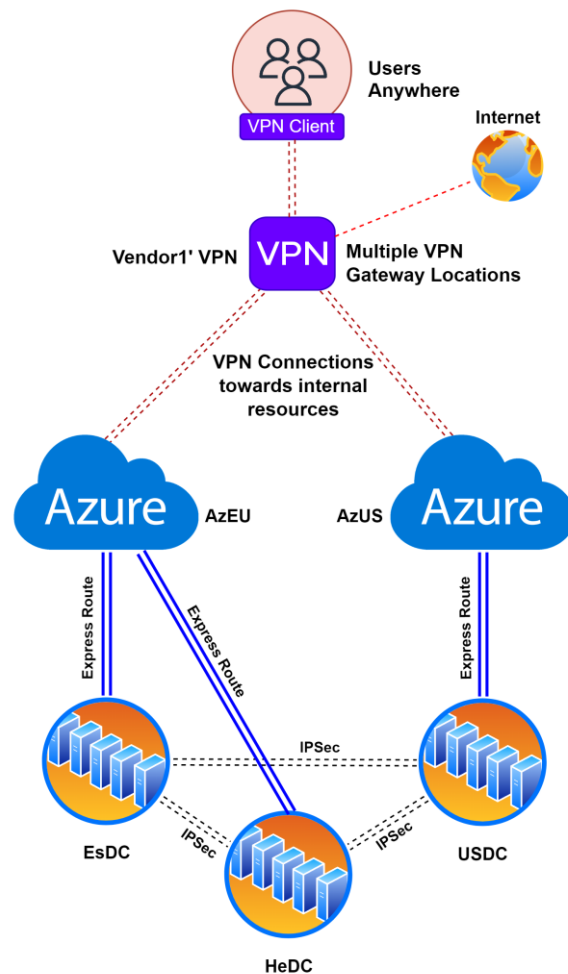 Users
Anywhere
VPN Client
Internet
Vendor1' VPN
VPN
Multiple VPN
Gateway Locations
VPN Connections
towards internal
resources
Azure
AzEU
AzUS
Azure
Express Route
Express Route
Express Route
IPSec
IPSec
IPSec
EsDC
USDC
HeDC